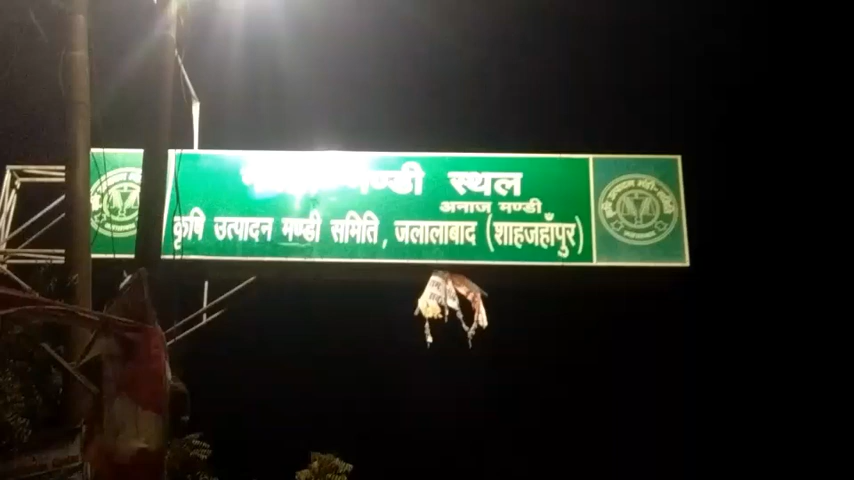 मण्डी स्थल
अनाज मण्डी
कृषि उत्पादन मण्डी समिति, जलालाबाद (शाहजहाँपुर)